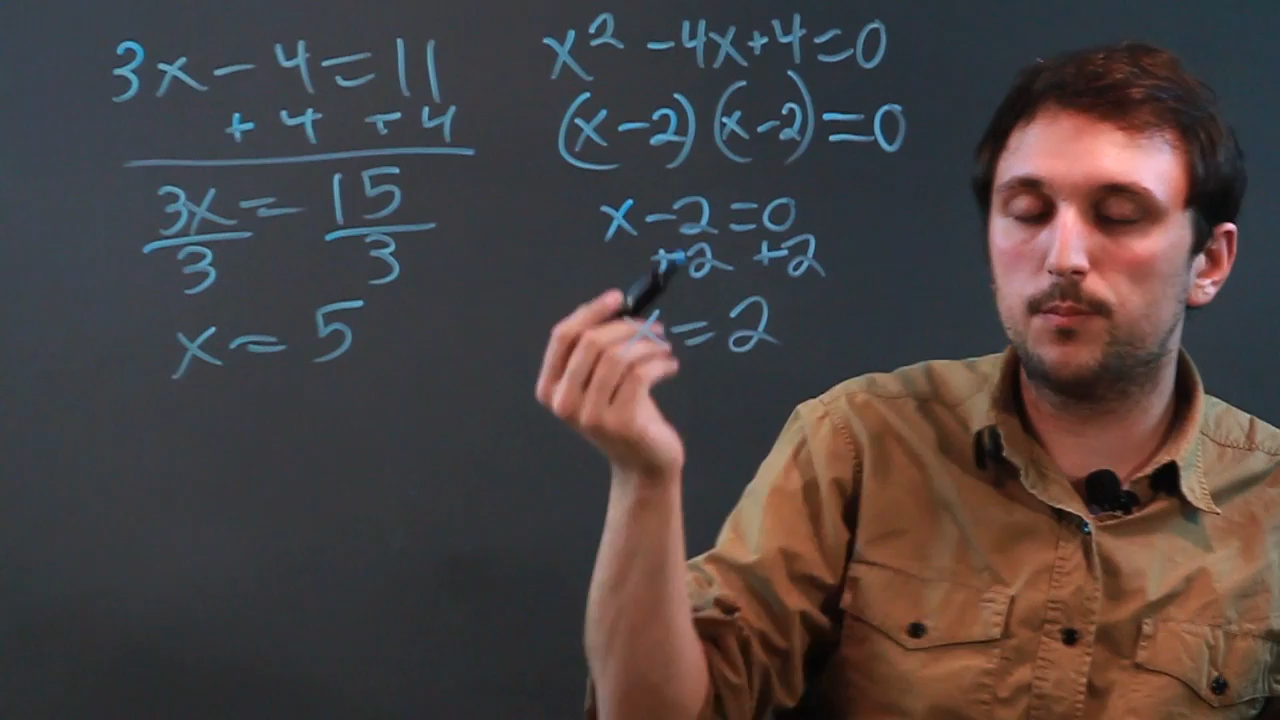 3x - 4 = 11
+ 4 + 4
3x = 15
3 3
x = 5
x² - 4x + 4 = 0
(x - 2) (x - 2) = 0
x - 2 = 0
+2 +2
x = 2